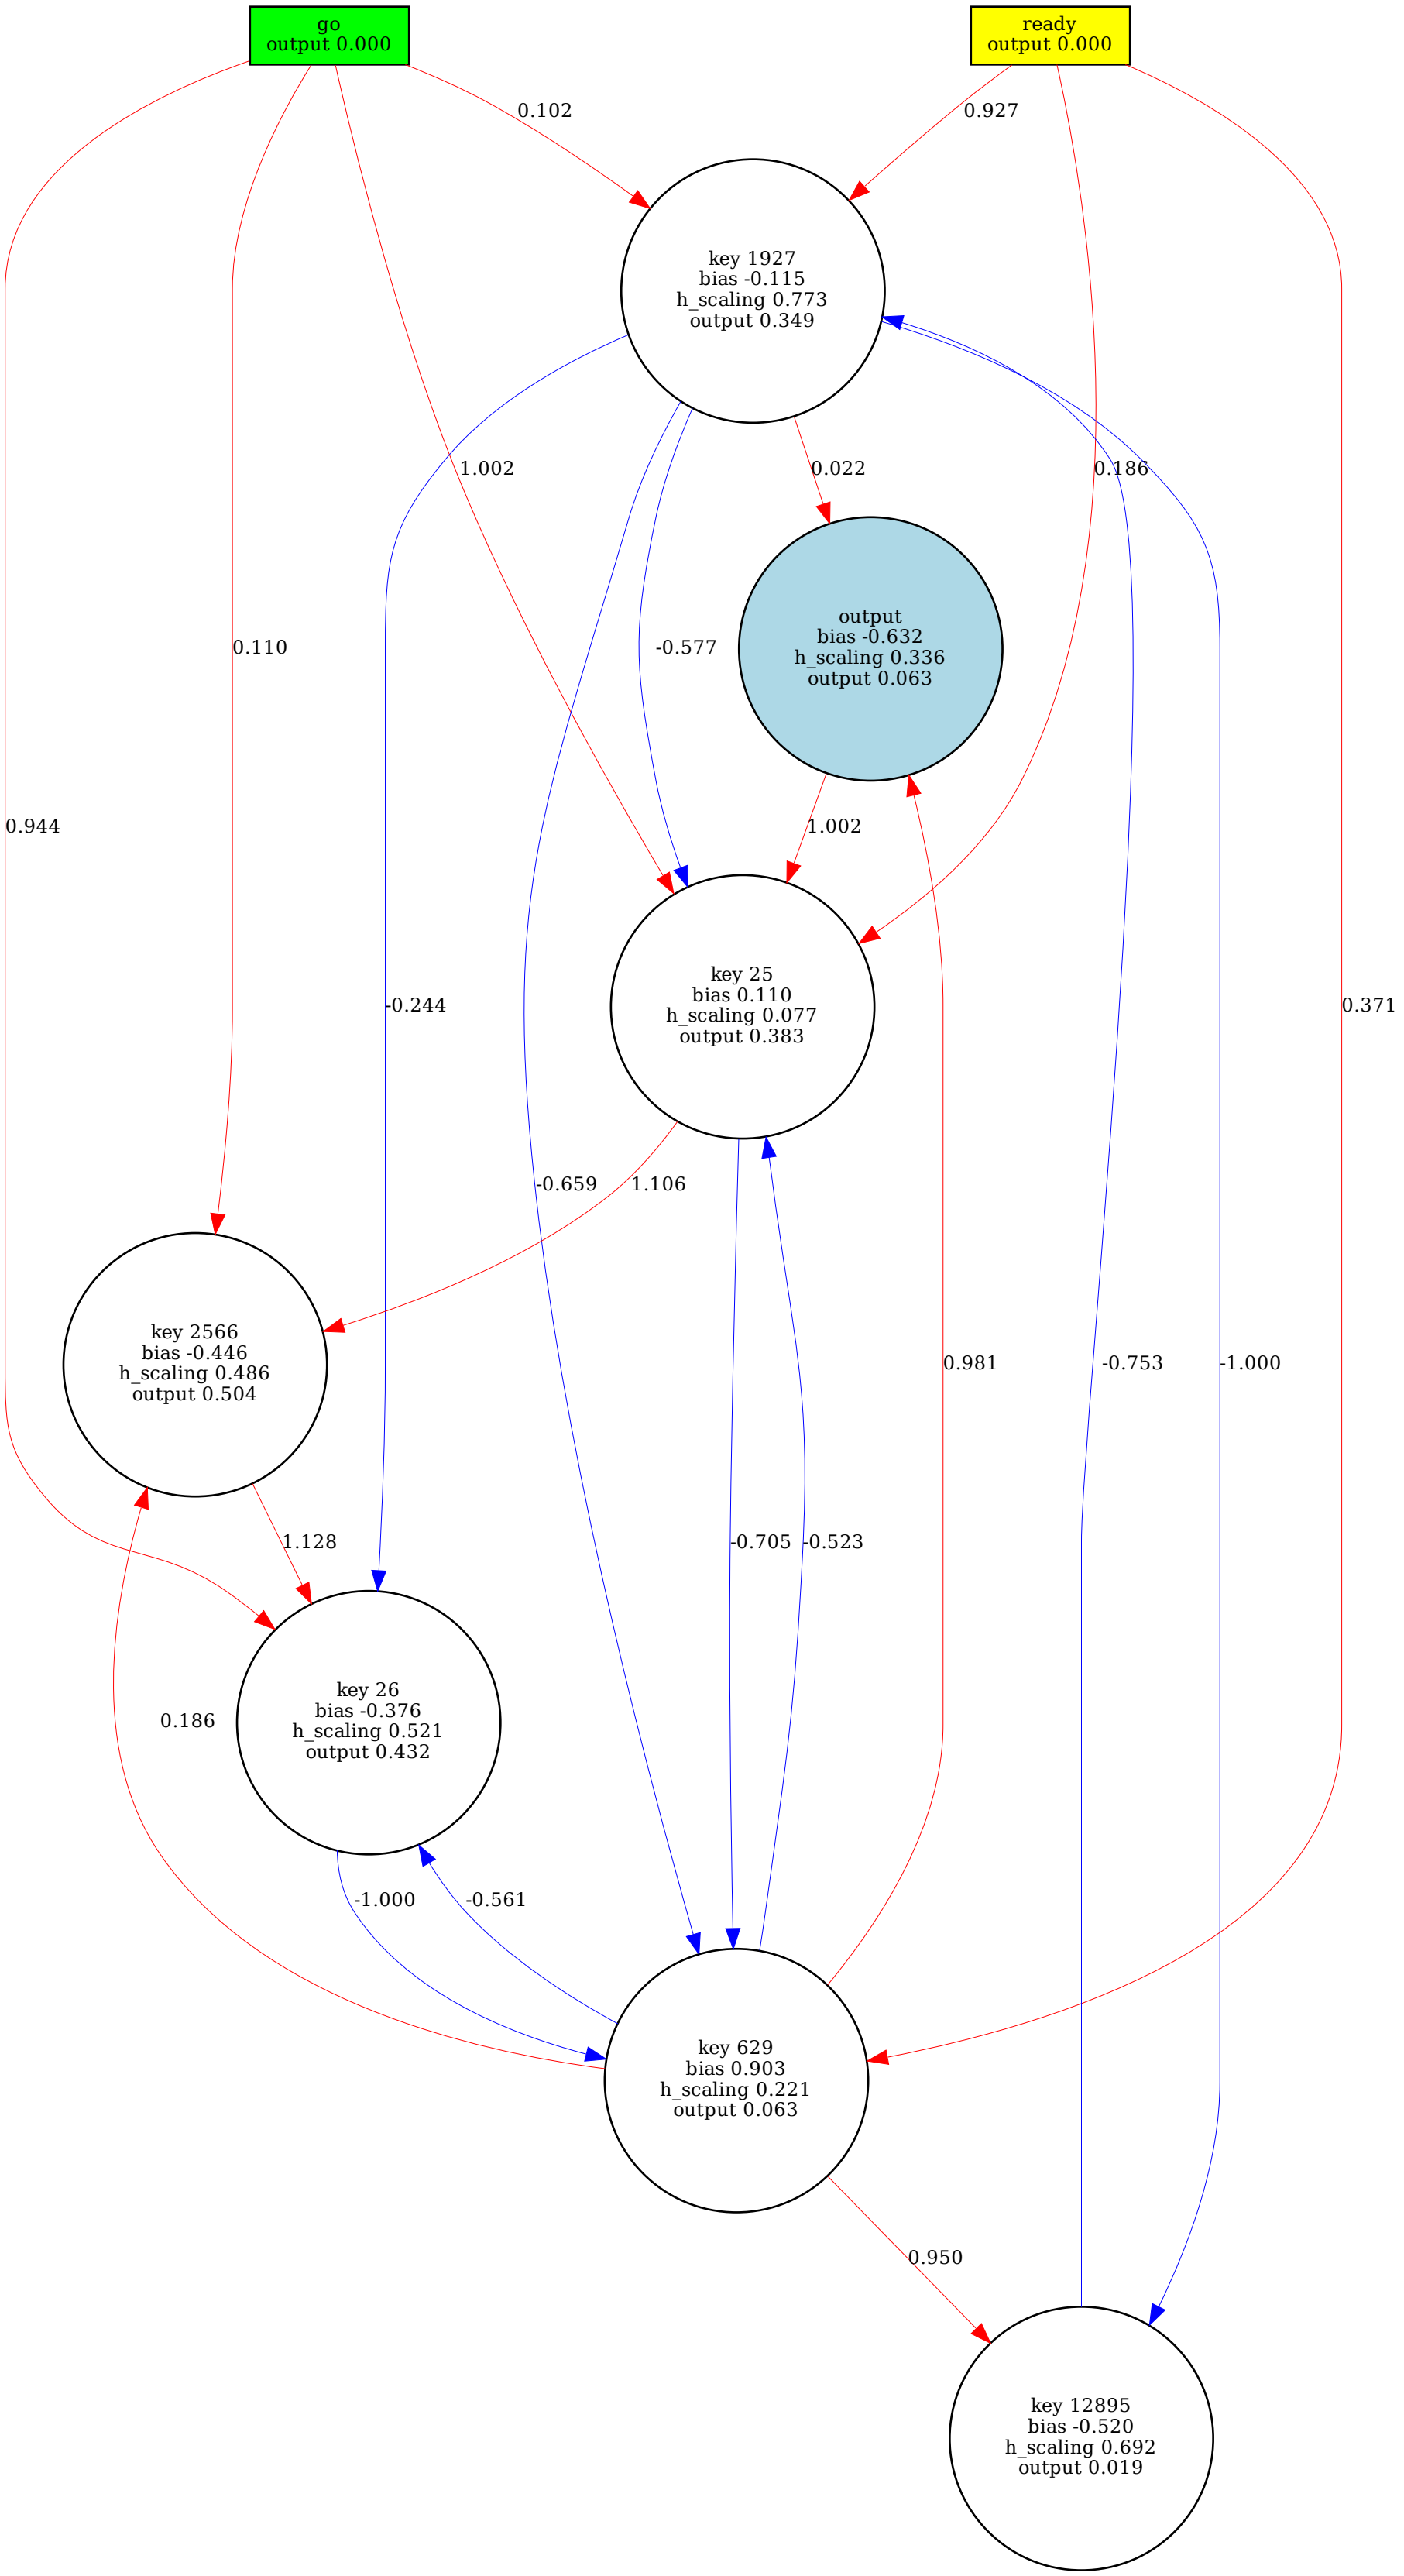 go
output 0.000
ready
output 0.000
0.102
0.927
key 1927
bias -0.115
h_scaling 0.773
output 0.349
1.002
0.022
0.186
output
bias -0.632
h_scaling 0.336
output 0.063
0.110
-0.577
0.944
1.002
key 25
bias 0.110
h_scaling 0.077
output 0.383
-0.244
0.371
-0.659
1.106
key 2566
bias -0.446
h_scaling 0.486
output 0.504
0.981
-0.753
-1.000
1.128
-0.705
-0.523
key 26
bias -0.376
h_scaling 0.521
output 0.432
0.186
-1.000
-0.561
key 629
bias 0.903
h_scaling 0.221
output 0.063
0.950
key 12895
bias -0.520
h_scaling 0.692
output 0.019